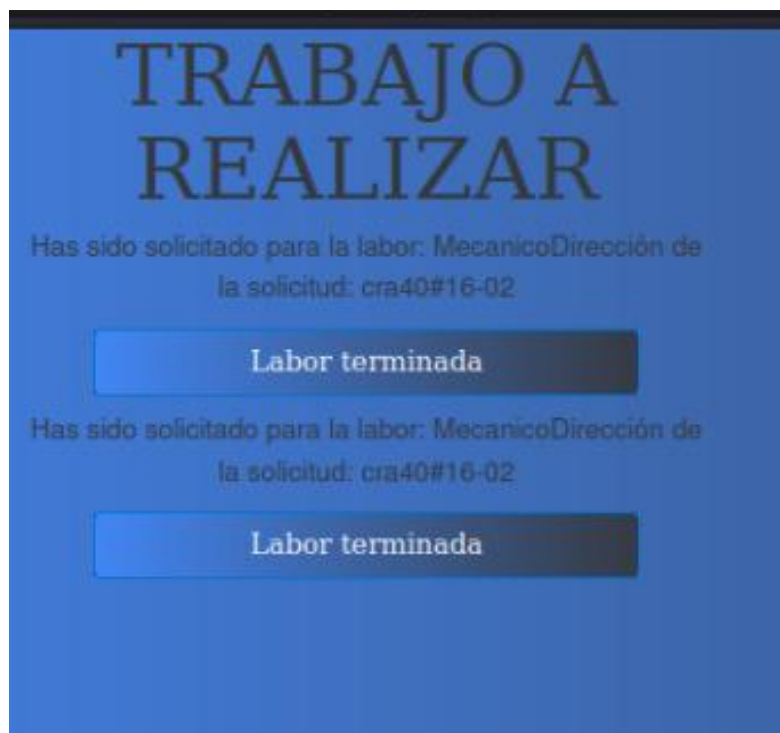 TRABAJO A
REALIZAR
Has sido solicitado para la labor: MecanicoDirección de
la solicitud: cra40#16-02
Labor terminada
Has sido solicitado para la labor: MecanicoDirección de
la solicitud: cra40#16-02
Labor terminada